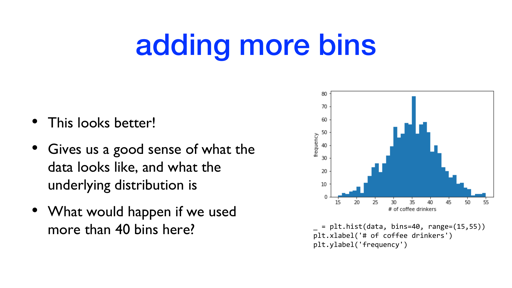 adding more bins
• This looks better!
• Gives us a good sense of what the
data looks like, and what the
underlying distribution is
• What would happen if we used
more than 40 bins here?
80
70
60
50
40
30
20
10
0
frequency
15 20 25 30 35 40 45 50 55
# of coffee drinkers
_ = plt.hist(data, bins=40, range=(15,55))
plt.xlabel('# of coffee drinkers')
plt.ylabel('frequency')